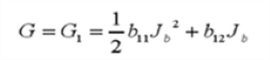 G = G₁ = 1/2 b₁₁J_b² + b₁₂J_b